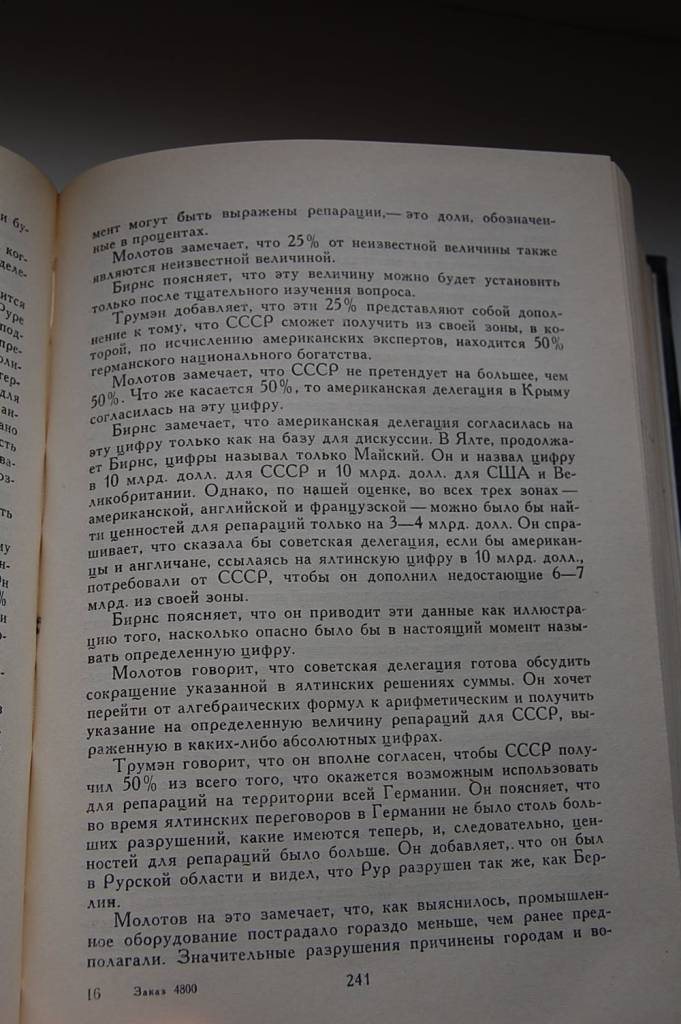 мент могут быть выражены репарации,— это доли, обозначен-
ные в процентах.
Молотов замечает, что 25% от неизвестной величины также
являются неизвестной величиной.
Бирнс поясняет, что эту величину можно будет установить
только после тщательного изучения вопроса.
Трумэн добавляет, что эти 25% представляют собой допол-
нение к тому, что СССР сможет получить из своей зоны, в ко-
торой, по исчислению американских экспертов, находится 50%
германского национального богатства.
Молотов замечает, что СССР не претендует на большее, чем
50%. Что же касается 50%, то американская делегация в Крыму
согласилась на эту цифру.
Бирнс замечает, что американская делегация согласилась на
эту цифру только как на базу для дискуссии. В Ялте, продолжа-
ет Бирнс, цифры называл только Майский. Он и назвал цифру
в 10 млрд. долл. для СССР и 10 млрд. долл. для США и Ве-
ликобритании. Однако, по нашей оценке, во всех трех зонах —
американской, английской и французской — можно было бы най-
ти ценностей для репараций только на 3—4 млрд. долл. Он спра-
шивает, что сказала бы советская делегация, если бы американ-
цы и англичане, ссылаясь на ялтинскую цифру в 10 млрд. долл.,
потребовали от СССР, чтобы он дополнил недостающие 6—7
млрд. из своей зоны.
Бирнс поясняет, что он приводит эти данные как иллюстра-
цию того, насколько опасно было бы в настоящий момент назы-
вать определенную цифру.
Молотов говорит, что советская делегация готова обсудить
сокращение указанной в ялтинских решениях суммы. Он хочет
перейти от алгебраических формул к арифметическим и получить
указание на определенную величину репараций для СССР, вы-
раженную в каких-либо абсолютных цифрах.
Трумэн говорит, что он вполне согласен, чтобы СССР полу-
чил 50% из всего того, что окажется возможным использовать
для репараций на территории всей Германии. Он поясняет, что
во время ялтинских переговоров в Германии не было столь боль-
ших разрушений, какие имеются теперь, и, следовательно, цен-
ностей для репараций было больше. Он добавляет, что он был
в Рурской области и видел, что Рур разрушен так же, как Бер-
лин.
Молотов на это замечает, что, как выяснилось, промышлен-
ное оборудование пострадало гораздо меньше, чем ранее пред-
полагали. Значительные разрушения причинены городам и во-
16 Заказ 4800
241